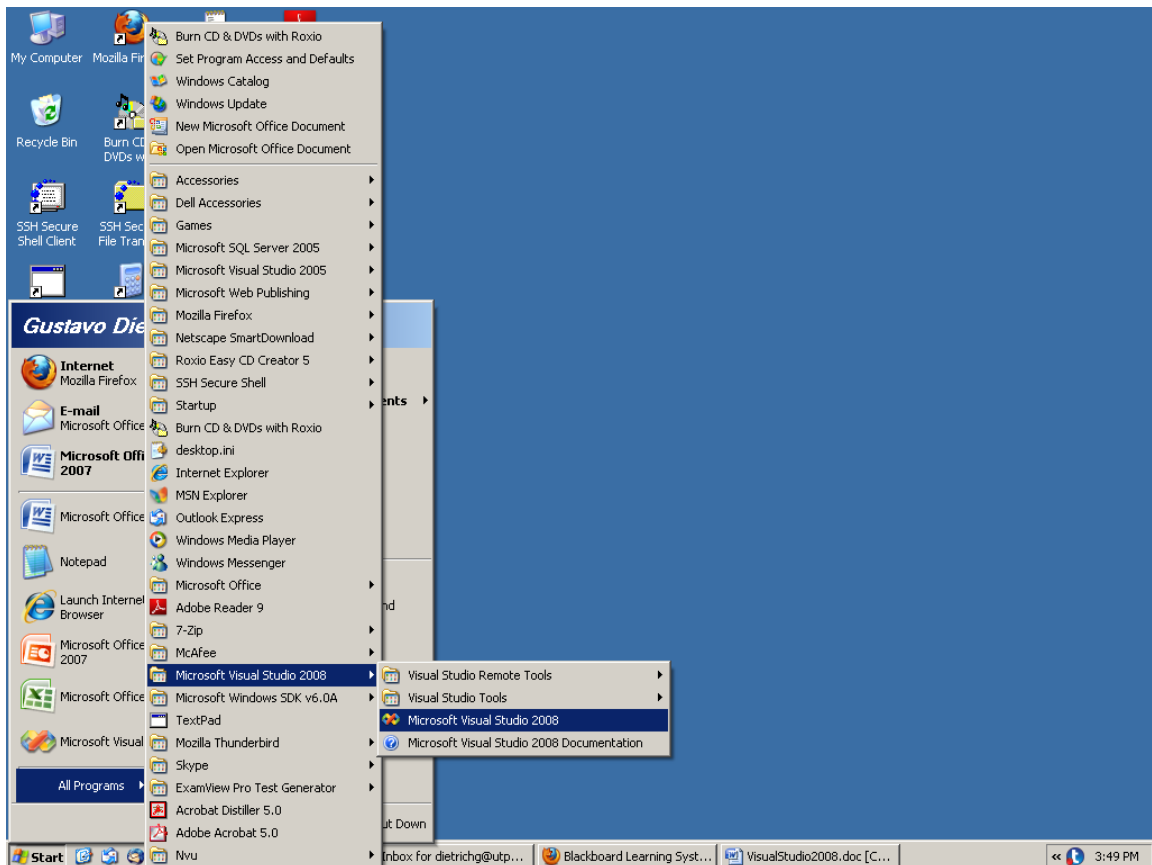 My Computer
Mozilla Fir
Recycle Bin
Burn CD
DVDs w
SSH Secure
Shell Client
SSH Sec
File Tran
Burn CD & DVDs with Roxio
Set Program Access and Defaults
Windows Catalog
Windows Update
New Microsoft Office Document
Open Microsoft Office Document
Accessories
Dell Accessories
Games
Microsoft SQL Server 2005
Microsoft Visual Studio 2005
Microsoft Web Publishing
Mozilla Firefox
Netscape SmartDownload
Roxio Easy CD Creator 5
SSH Secure Shell
Startup
Burn CD & DVDs with Roxio
desktop.ini
Internet Explorer
MSN Explorer
Outlook Express
Windows Media Player
Windows Messenger
Microsoft Office
Adobe Reader 9
7-Zip
McAfee
Microsoft Visual Studio 2008
Microsoft Windows SDK v6.0A
TextPad
Mozilla Thunderbird
Skype
ExamView Pro Test Generator
Acrobat Distiller 5.0
Adobe Acrobat 5.0
Nvu
Visual Studio Remote Tools
Visual Studio Tools
Microsoft Visual Studio 2008
Microsoft Visual Studio 2008 Documentation
Gustavo Die
Internet
Mozilla Firefox
E-mail
Microsoft Office
Microsoft Offi
2007
Microsoft Office
Notepad
Launch Internet
Browser
Microsoft Office
2007
Microsoft Office
Microsoft Visual
All Programs
ents
nd
ut Down
Start
Inbox for dietrichg@utp...
Blackboard Learning Syst...
VisualStudio2008.doc [C...
3:49 PM